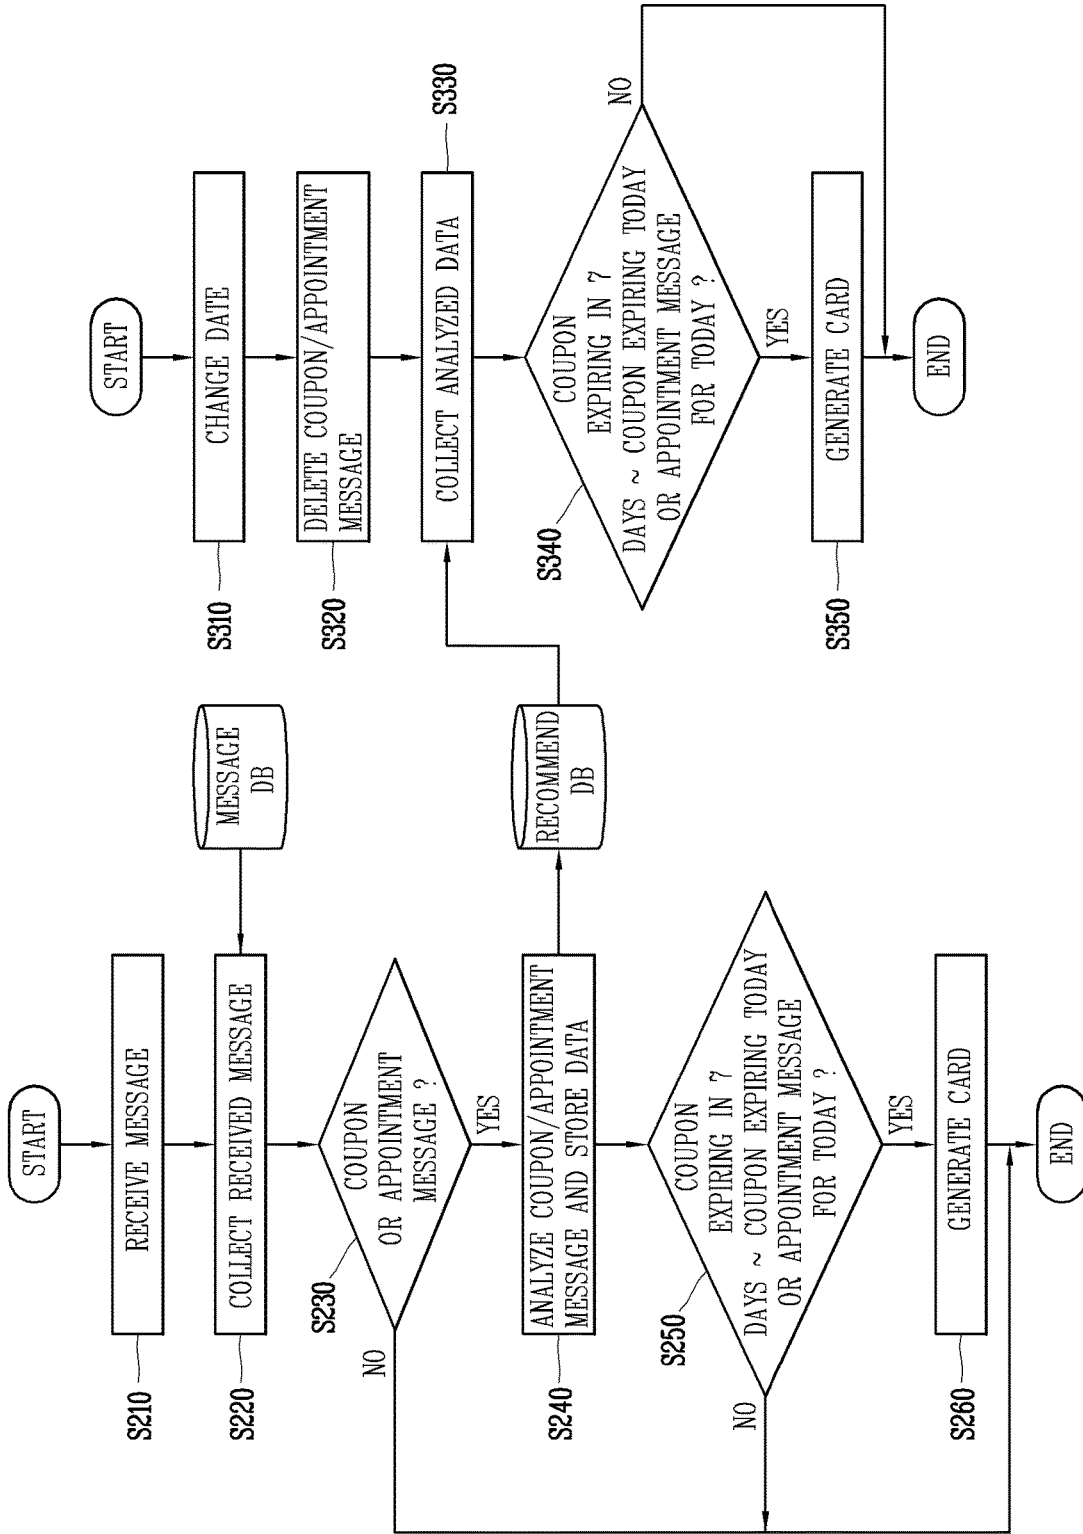 START
S210
RECEIVE MESSAGE
S220
COLLECT RECEIVED MESSAGE
MESSAGE
DB
S230
COUPON
OR APPOINTMENT
MESSAGE ?
NO
YES
S240
ANALYZE COUPON/APPOINTMENT
MESSAGE AND STORE DATA
RECOMMEND
DB
S250
COUPON
EXPIRING IN 7
DAYS ~ COUPON EXPIRING TODAY
OR APPOINTMENT MESSAGE
FOR TODAY ?
NO
YES
S260
GENERATE CARD
END
START
S310
CHANGE DATE
S320
DELETE COUPON/APPOINTMENT
MESSAGE
S330
COLLECT ANALYZED DATA
S340
COUPON
EXPIRING IN 7
DAYS ~ COUPON EXPIRING TODAY
OR APPOINTMENT MESSAGE
FOR TODAY ?
NO
YES
S350
GENERATE CARD
END